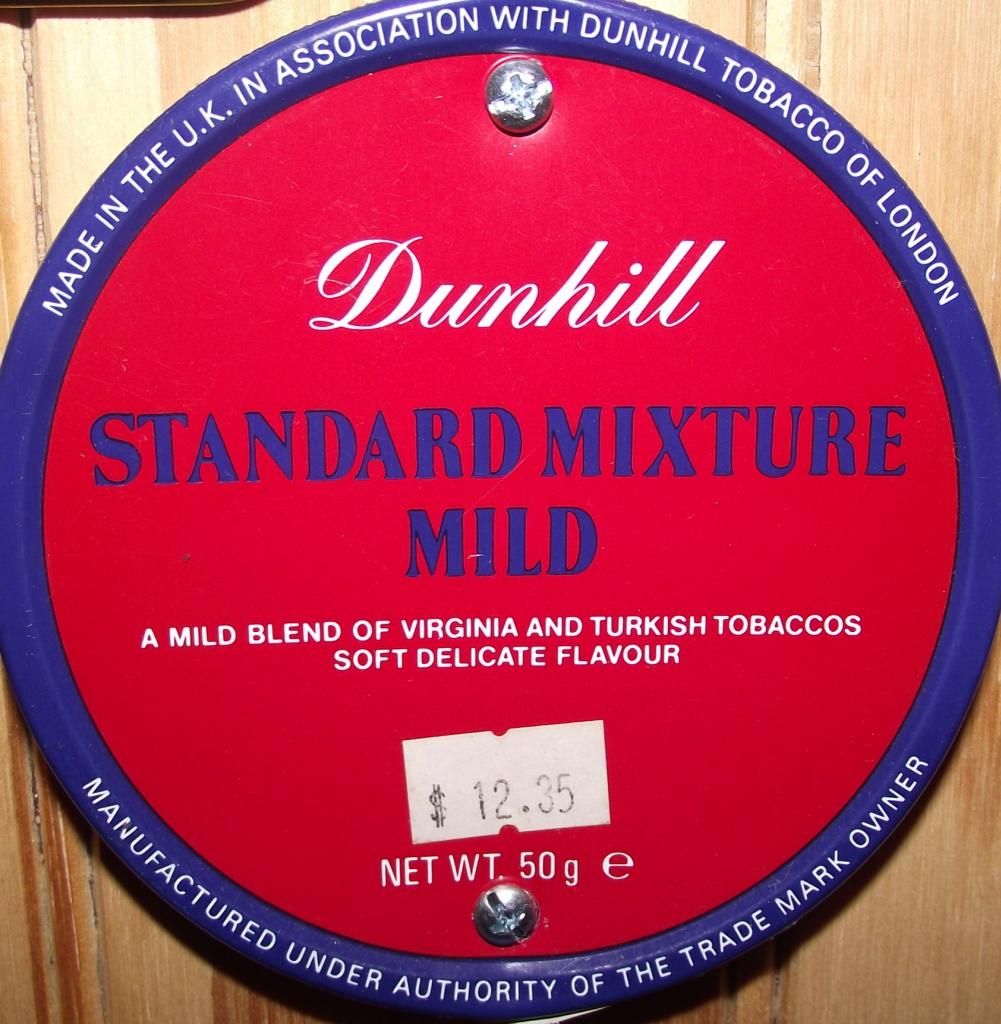 MADE IN THE U.K. IN ASSOCIATION WITH DUNHILL TOBACCO OF LONDON
Dunhill
STANDARD MIXTURE
MILD
A MILD BLEND OF VIRGINIA AND TURKISH TOBACCOS
SOFT DELICATE FLAVOUR
$ 12.35
NET WT. 50 g e
MANUFACTURED UNDER AUTHORITY OF THE TRADE MARK OWNER